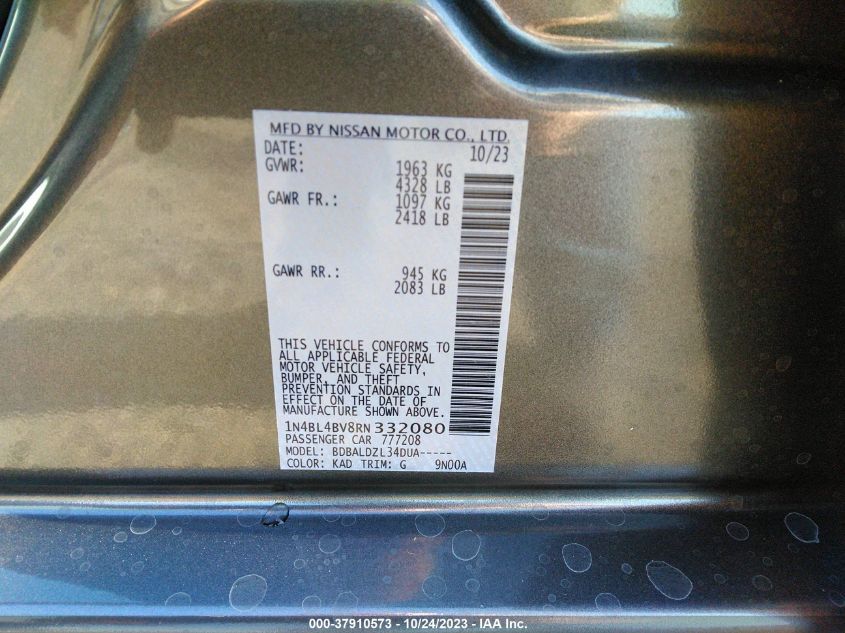 MFD BY NISSAN MOTOR CO., LTD.
DATE: 10/23
GVWR: 1963 KG
4328 LB
GAWR FR.: 1097 KG
2418 LB
GAWR RR.: 945 KG
2083 LB
THIS VEHICLE CONFORMS TO
ALL APPLICABLE FEDERAL
MOTOR VEHICLE SAFETY,
BUMPER, AND THEFT
PREVENTION STANDARDS IN
EFFECT ON THE DATE OF
MANUFACTURE SHOWN ABOVE.
1N4BL4BV8RN332080
PASSENGER CAR 777208
MODEL: BDBALDZL34DUA-----
COLOR: KAD TRIM: G 9N00A
000-37910573 - 10/24/2023 - IAA Inc.